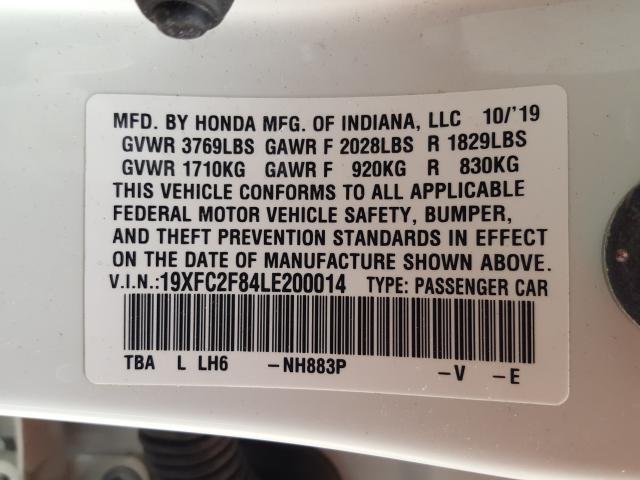 MFD. BY HONDA MFG. OF INDIANA, LLC 10/'19
GVWR 3769LBS GAWR F 2028LBS R 1829LBS
GVWR 1710KG GAWR F 920KG R 830KG
THIS VEHICLE CONFORMS TO ALL APPLICABLE
FEDERAL MOTOR VEHICLE SAFETY, BUMPER,
AND THEFT PREVENTION STANDARDS IN EFFECT
ON THE DATE OF MANUFACTURE SHOWN ABOVE.
V.I.N.:19XFC2F84LE200014 TYPE: PASSENGER CAR
TBA L LH6 -NH883P -V -E